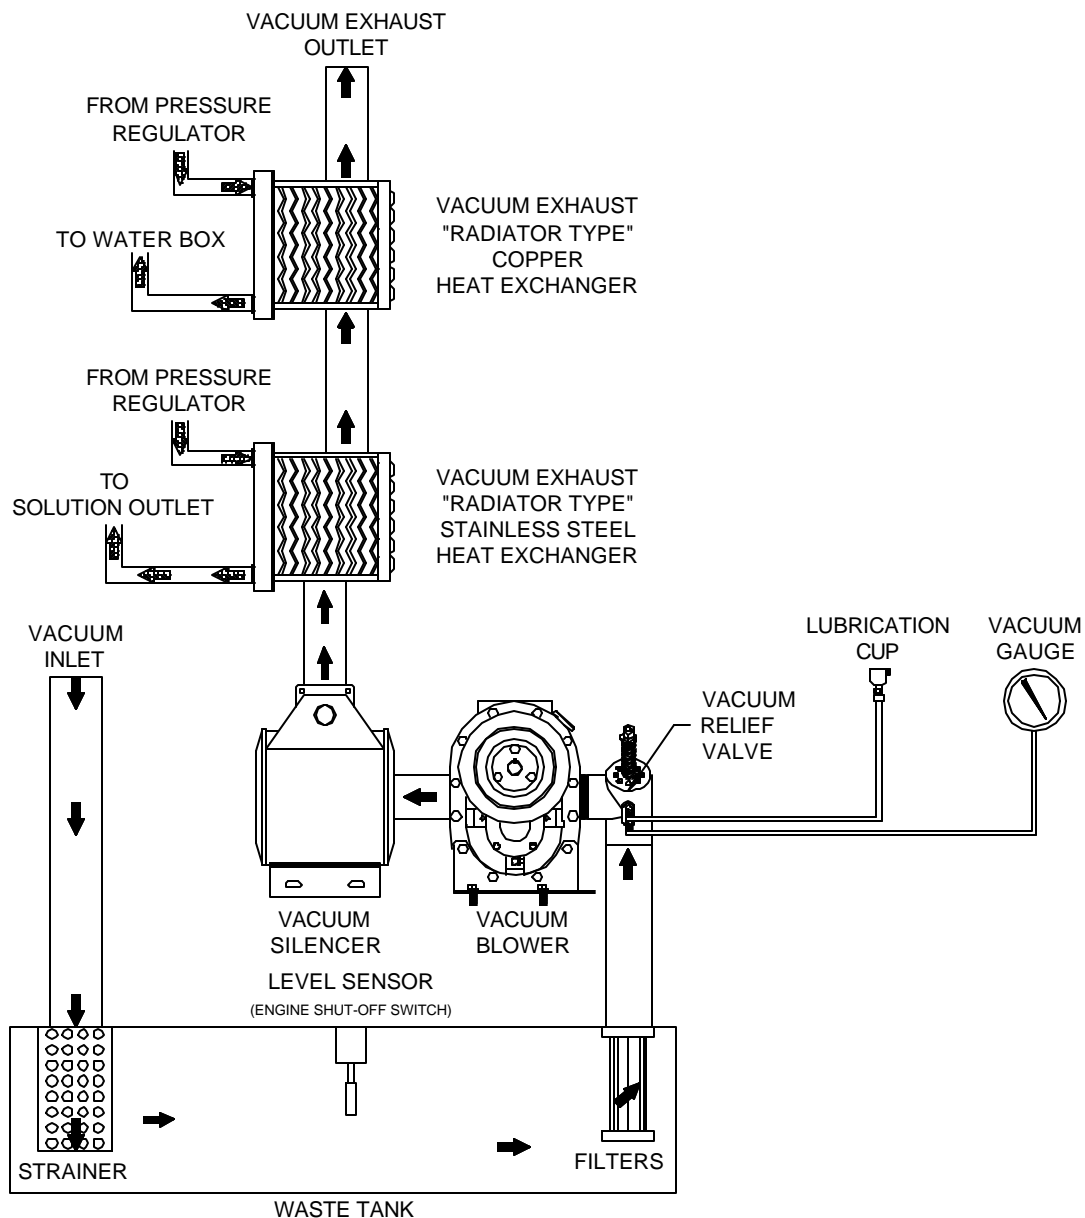 VACUUM EXHAUST
OUTLET
FROM PRESSURE
REGULATOR
TO WATER BOX
VACUUM EXHAUST
"RADIATOR TYPE"
COPPER
HEAT EXCHANGER
FROM PRESSURE
REGULATOR
TO
SOLUTION OUTLET
VACUUM EXHAUST
"RADIATOR TYPE"
STAINLESS STEEL
HEAT EXCHANGER
VACUUM
INLET
LUBRICATION
CUP
VACUUM
GAUGE
VACUUM
RELIEF
VALVE
VACUUM
SILENCER
VACUUM
BLOWER
LEVEL SENSOR
(ENGINE SHUT-OFF SWITCH)
STRAINER
FILTERS
WASTE TANK